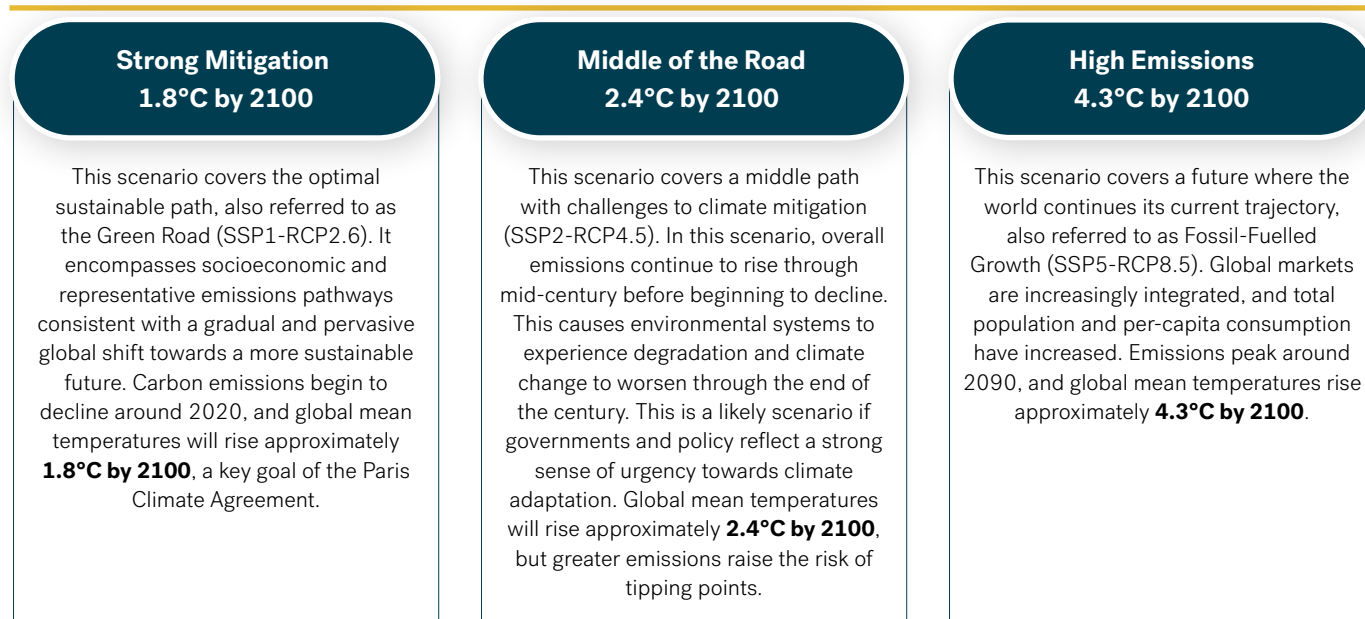 Strong Mitigation
1.8°C by 2100
This scenario covers the optimal
sustainable path, also referred to as
the Green Road (SSP1-RCP2.6). It
encompasses socioeconomic and
representative emissions pathways
consistent with a gradual and pervasive
global shift towards a more sustainable
future. Carbon emissions begin to
decline around 2020, and global mean
temperatures will rise approximately
1.8°C by 2100, a key goal of the Paris
Climate Agreement.
Middle of the Road
2.4°C by 2100
This scenario covers a middle path
with challenges to climate mitigation
(SSP2-RCP4.5). In this scenario, overall
emissions continue to rise through
mid-century before beginning to decline.
This causes environmental systems to
experience degradation and climate
change to worsen through the end of
the century. This is a likely scenario if
governments and policy reflect a strong
sense of urgency towards climate
adaptation. Global mean temperatures
will rise approximately 2.4°C by 2100,
but greater emissions raise the risk of
tipping points.
High Emissions
4.3°C by 2100
This scenario covers a future where the
world continues its current trajectory,
also referred to as Fossil-Fuelled
Growth (SSP5-RCP8.5). Global markets
are increasingly integrated, and total
population and per-capita consumption
have increased. Emissions peak around
2090, and global mean temperatures rise
approximately 4.3°C by 2100.